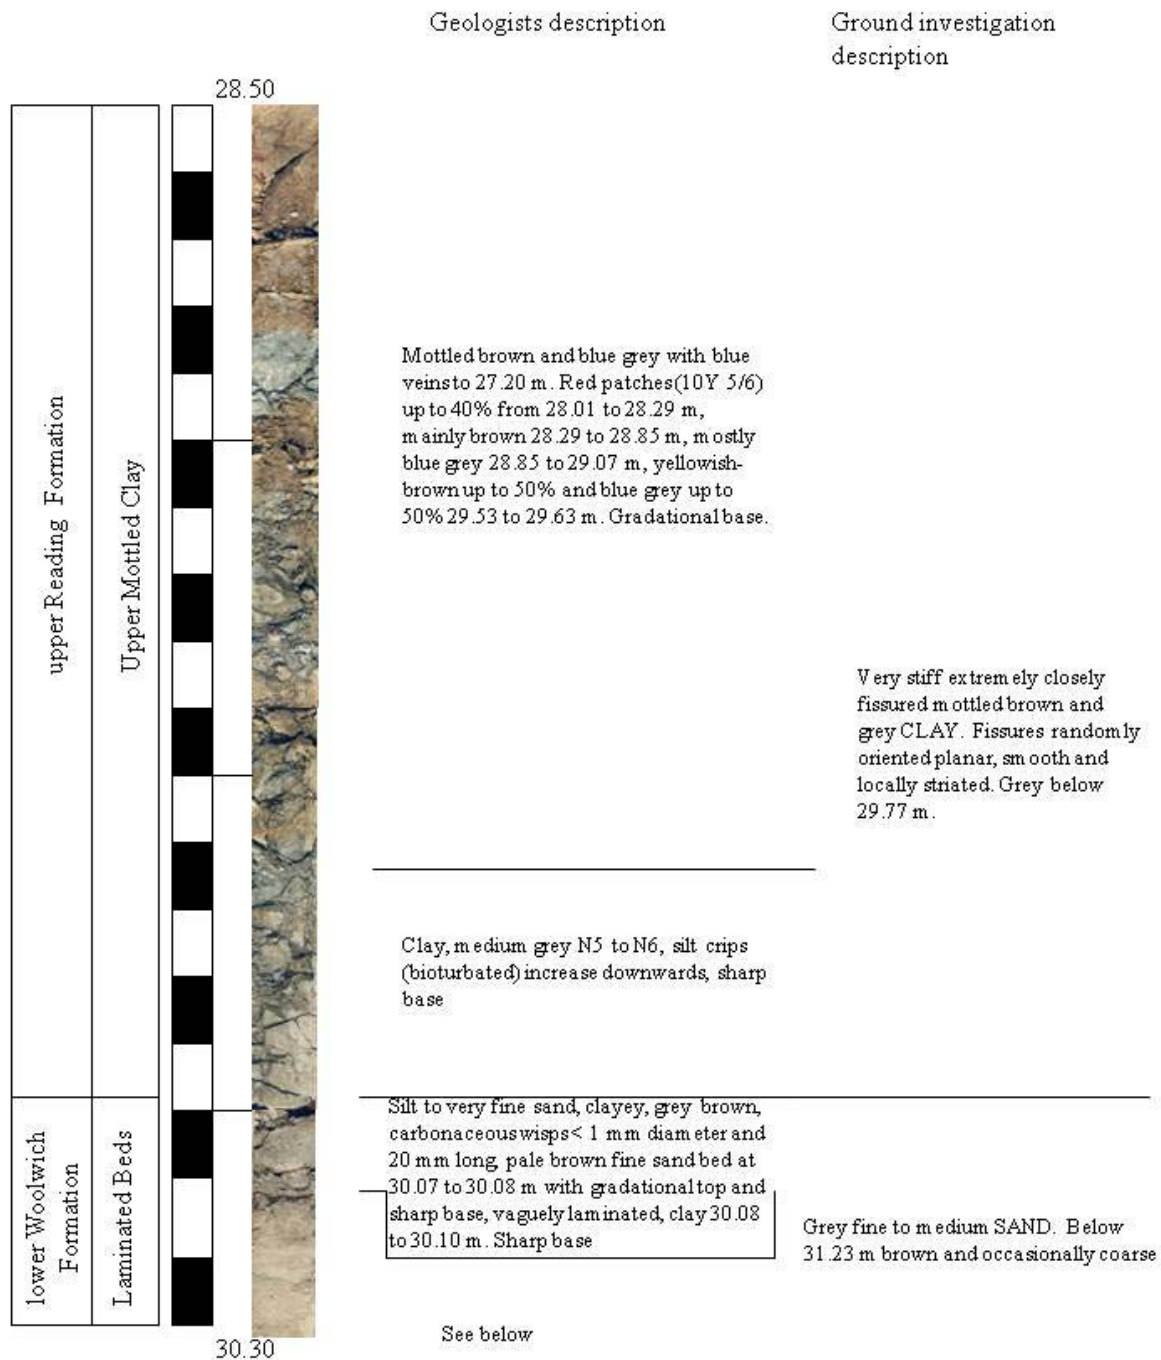 Geologists description
Ground investigation
description
28.50
upper Reading Formation
Upper Mottled Clay
Mottled brown and blue grey with blue
veins to 27.20 m. Red patches (10Y 5/6)
up to 40% from 28.01 to 28.29 m,
mainly brown 28.29 to 28.85 m, mostly
blue grey 28.85 to 29.07 m, yellowish-
brown up to 50% and blue grey up to
50% 29.53 to 29.63 m. Gradational base.
Very stiff extremely closely
fissured mottled brown and
grey CLAY. Fissures randomly
oriented planar, smooth and
locally striated. Grey below
29.77 m.
Clay, medium grey N5 to N6, silt crips
(bioturbated) increase downwards, sharp
base
lower Woolwich
Formation
Laminated Beds
Silt to very fine sand, clayey, grey brown,
carbonaceous wisps < 1 mm diameter and
20 mm long, pale brown fine sand bed at
30.07 to 30.08 m with gradational top and
sharp base, vaguely laminated, clay 30.08
to 30.10 m. Sharp base
Grey fine to medium SAND. Below
31.23 m brown and occasionally coarse
See below
30.30